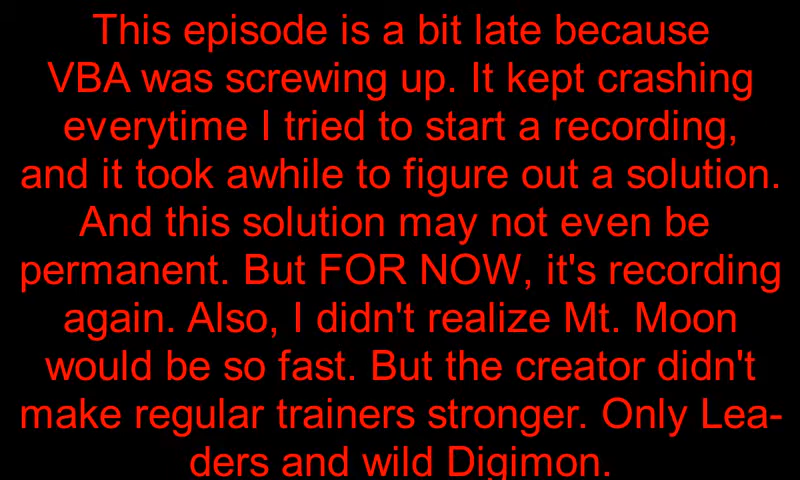 This episode is a bit late because
VBA was screwing up. It kept crashing
everytime I tried to start a recording,
and it took awhile to figure out a solution.
And this solution may not even be
permanent. But FOR NOW, it's recording
again. Also, I didn't realize Mt. Moon
would be so fast. But the creator didn't
make regular trainers stronger. Only Lea-
ders and wild Digimon.